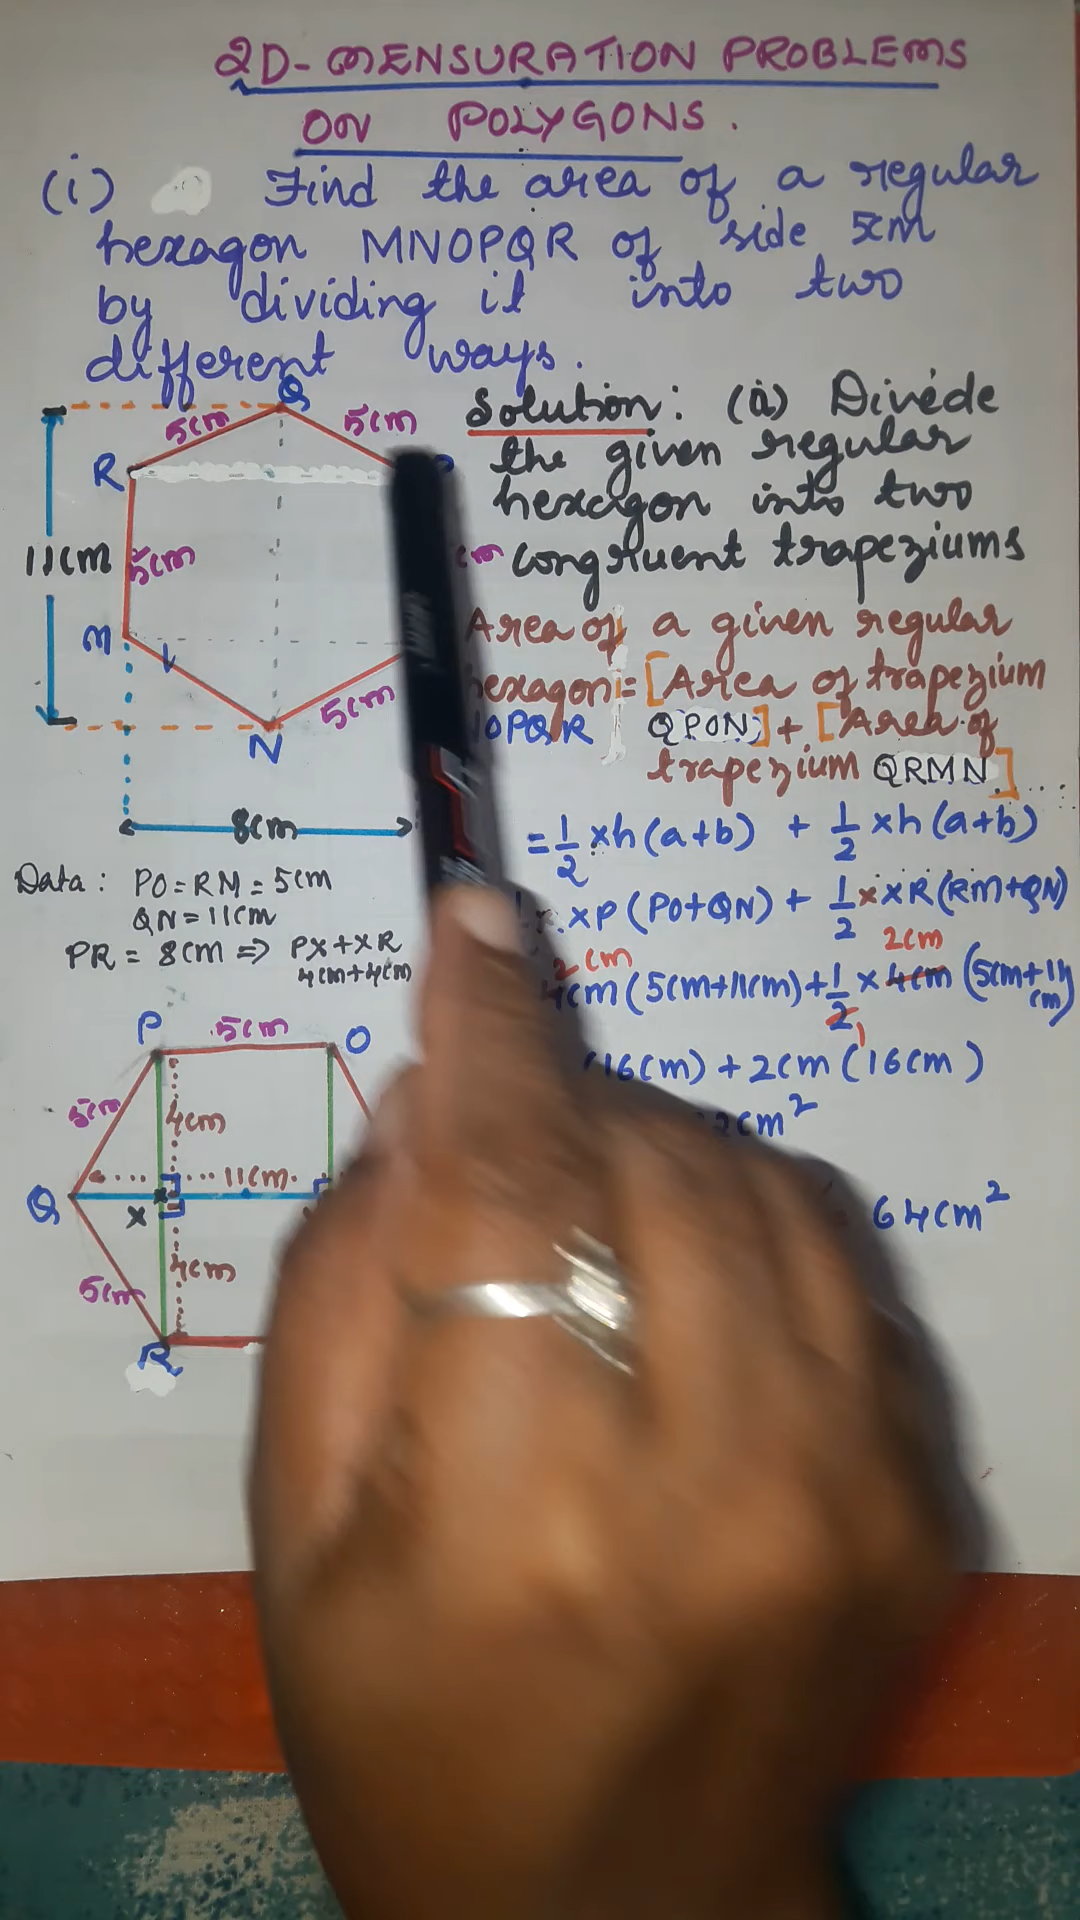 2D-MENSURATION PROBLEMS
ON POLYGONS.
(i) Find the area of a regular
hexagon MNOPQR of side 5cm
by dividing it into two
different ways.
Q
5cm 5cm
R
11cm 5cm
M
5cm
N
8cm
Data: PO=RM=5cm
QN=11cm
PR=8cm⇒ PX+XR
4cm+4cm
P 5cm O
5cm 4cm
11cm
Q X
5cm 4cm
R
Solution: (a) Divide
the given regular
hexagon into two
congruent trapeziums
Area of a given regular
hexagon=[Area of trapezium
OPQR QPON]+[Area of
trapezium QRMN]
=1/2×h(a+b) + 1/2×h(a+b)
×P(PO+QN) + 1/2××R(RM+QN)
2cm 2cm
4cm(5cm+11cm)+1/2×4cm(5cm+11cm)
1
(16cm)+2cm(16cm)
2cm²
64cm²